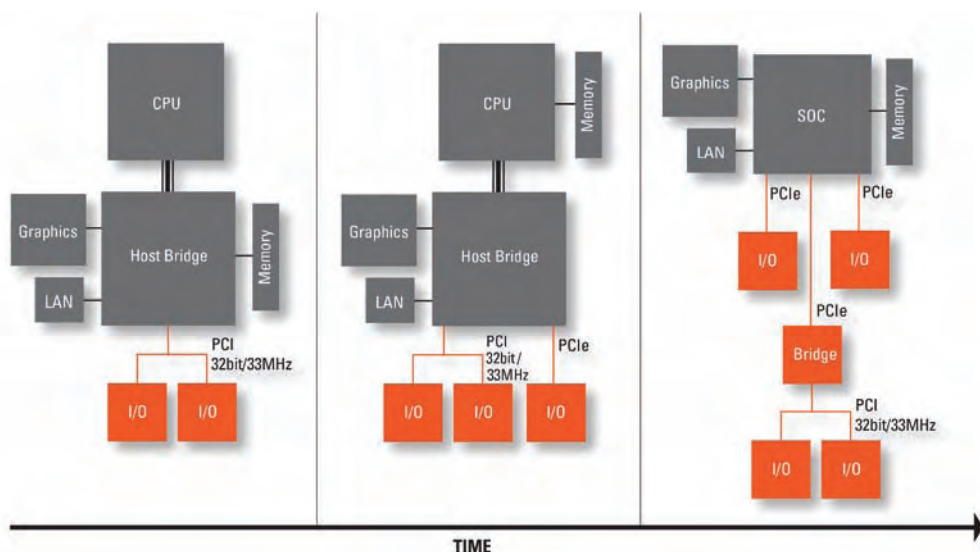 CPU
Graphics
Host Bridge
Memory
LAN
PCI
32bit/33MHz
I/O
I/O
CPU
Memory
Graphics
Host Bridge
LAN
PCI
32bit/
33MHz
PCIe
I/O
I/O
I/O
Graphics
SOC
Memory
LAN
PCIe
PCIe
I/O
I/O
PCIe
Bridge
PCI
32bit/33MHz
I/O
I/O
TIME